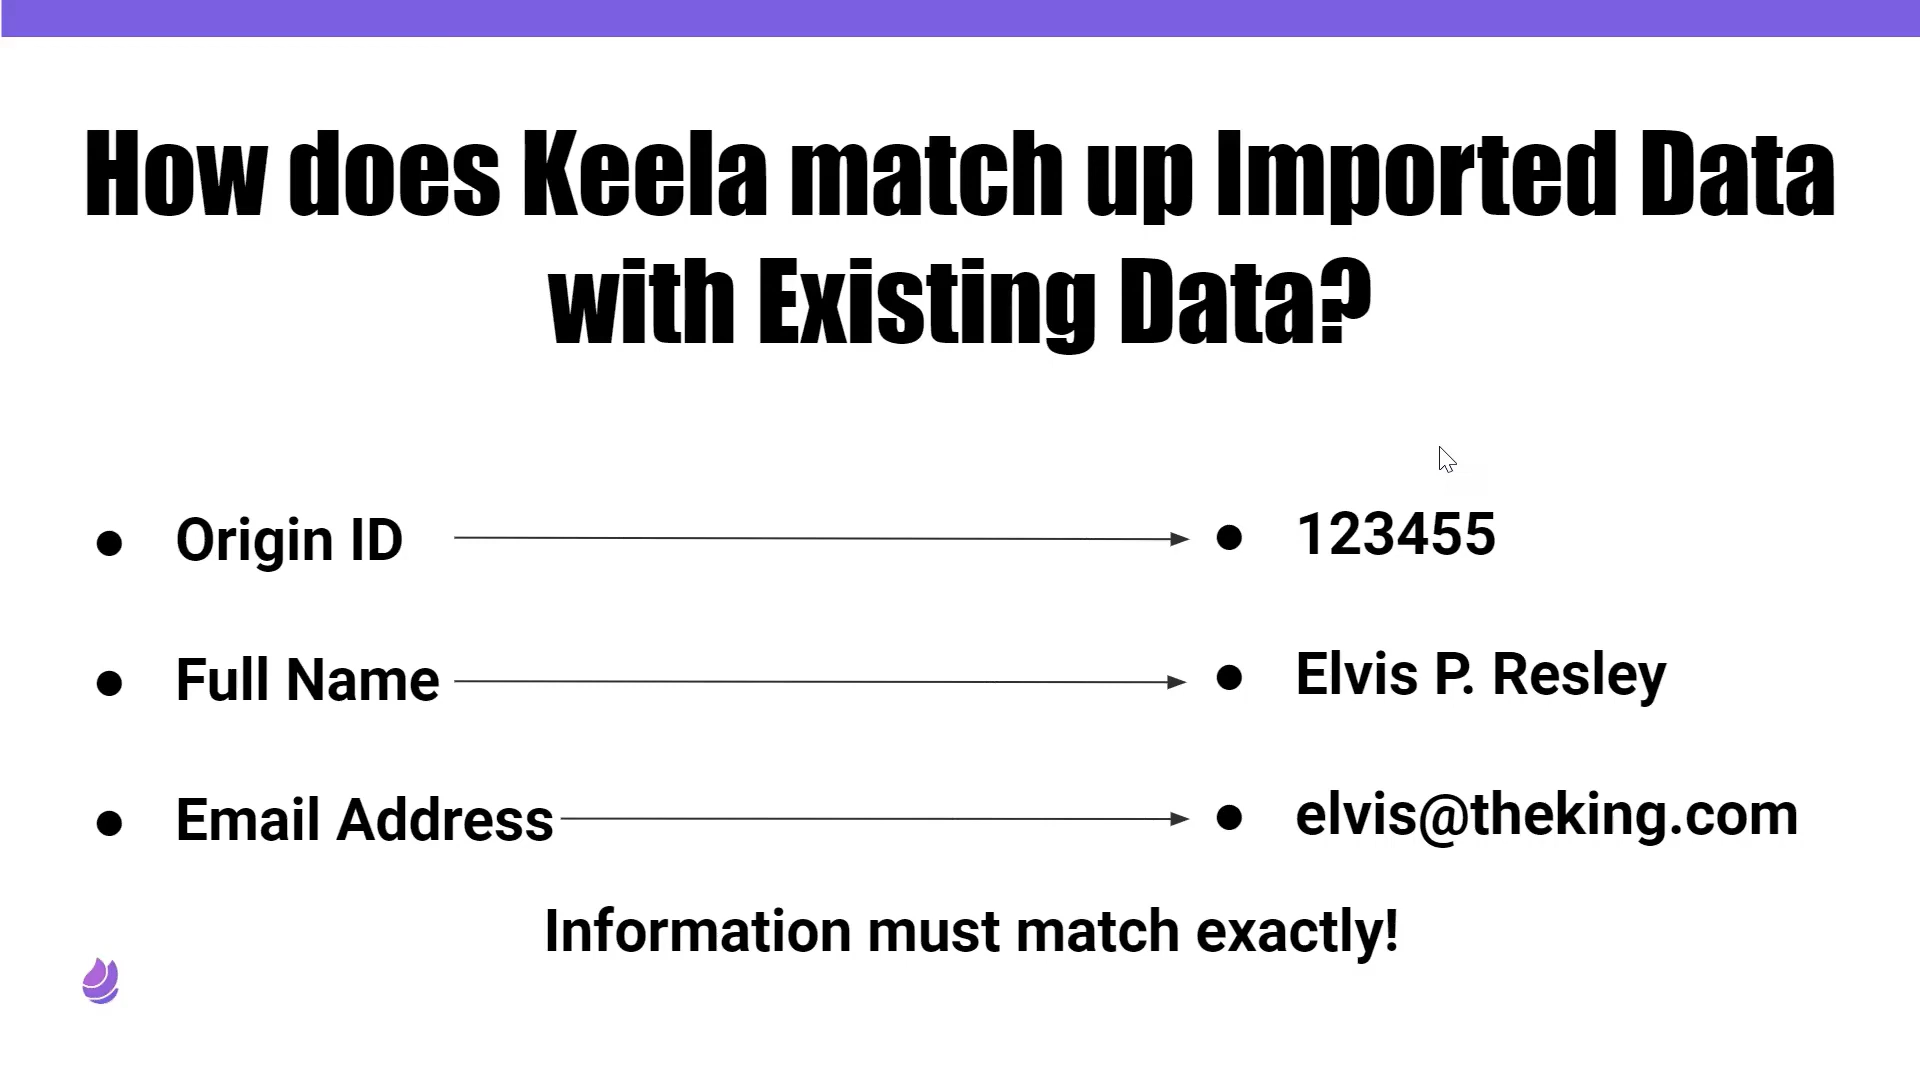 How does Keela match up Imported Data
with Existing Data?
● Origin ID
● 123455
● Full Name
● Elvis P. Resley
● Email Address
● elvis@theking.com
Information must match exactly!